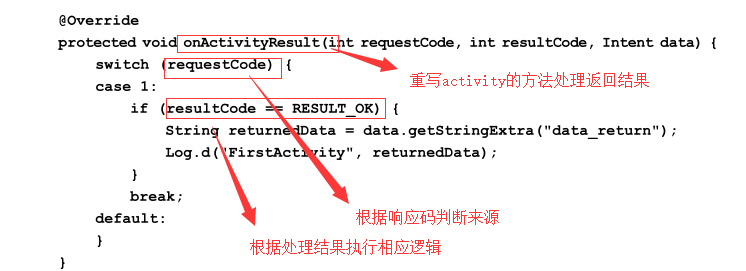 @Override
protected void onActivityResult(int requestCode, int resultCode, Intent data) {
switch (requestCode) {
重写activity的方法处理返回结果
case 1:
if (resultCode == RESULT_OK) {
String returnedData = data.getStringExtra("data_return");
Log.d("FirstActivity", returnedData);
}
break;
根据响应码判断来源
default:
根据处理结果执行相应逻辑
}
}